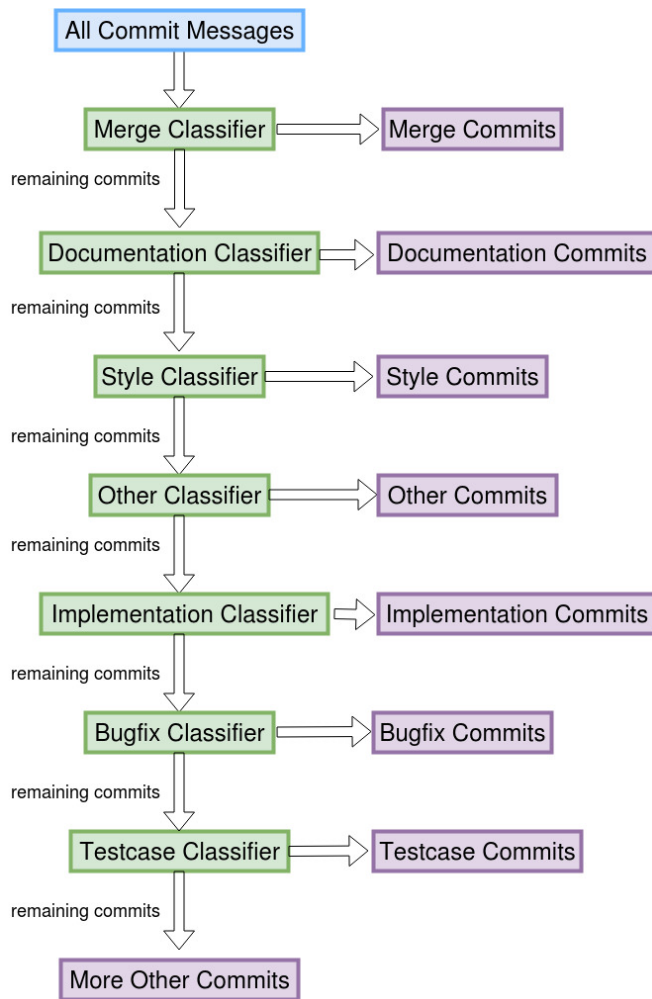 All Commit Messages
Merge Classifier
Merge Commits
remaining commits
Documentation Classifier
Documentation Commits
remaining commits
Style Classifier
Style Commits
remaining commits
Other Classifier
Other Commits
remaining commits
Implementation Classifier
Implementation Commits
remaining commits
Bugfix Classifier
Bugfix Commits
remaining commits
Testcase Classifier
Testcase Commits
remaining commits
More Other Commits